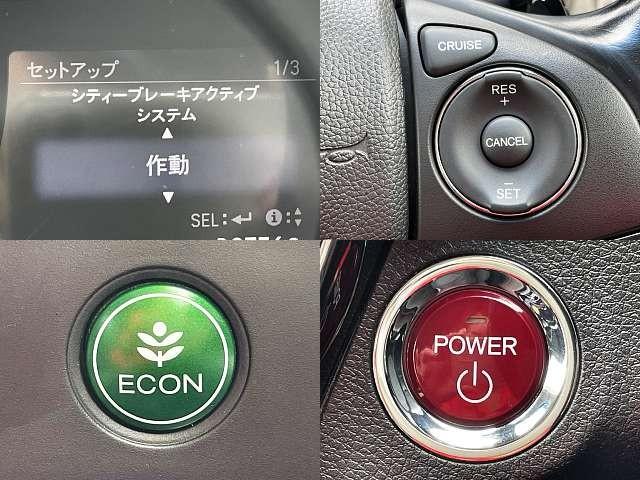 セットアップ 1/3
シティーブレーキアクティブ
システム
▲
作動
▼
SEL:↵ ⓘ:▲▼
CRUISE
RES
+
CANCEL
−
SET
ECON
POWER